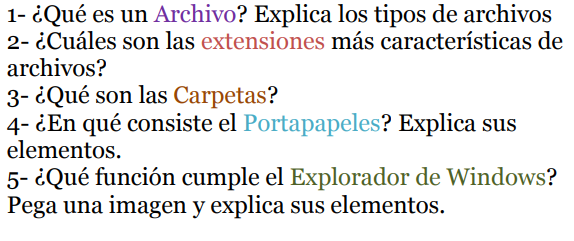 1- ¿Qué es un Archivo? Explica los tipos de archivos
2- ¿Cuáles son las extensiones más características de
archivos?
3- ¿Qué son las Carpetas?
4- ¿En qué consiste el Portapapeles? Explica sus
elementos.
5- ¿Qué función cumple el Explorador de Windows?
Pega una imagen y explica sus elementos.